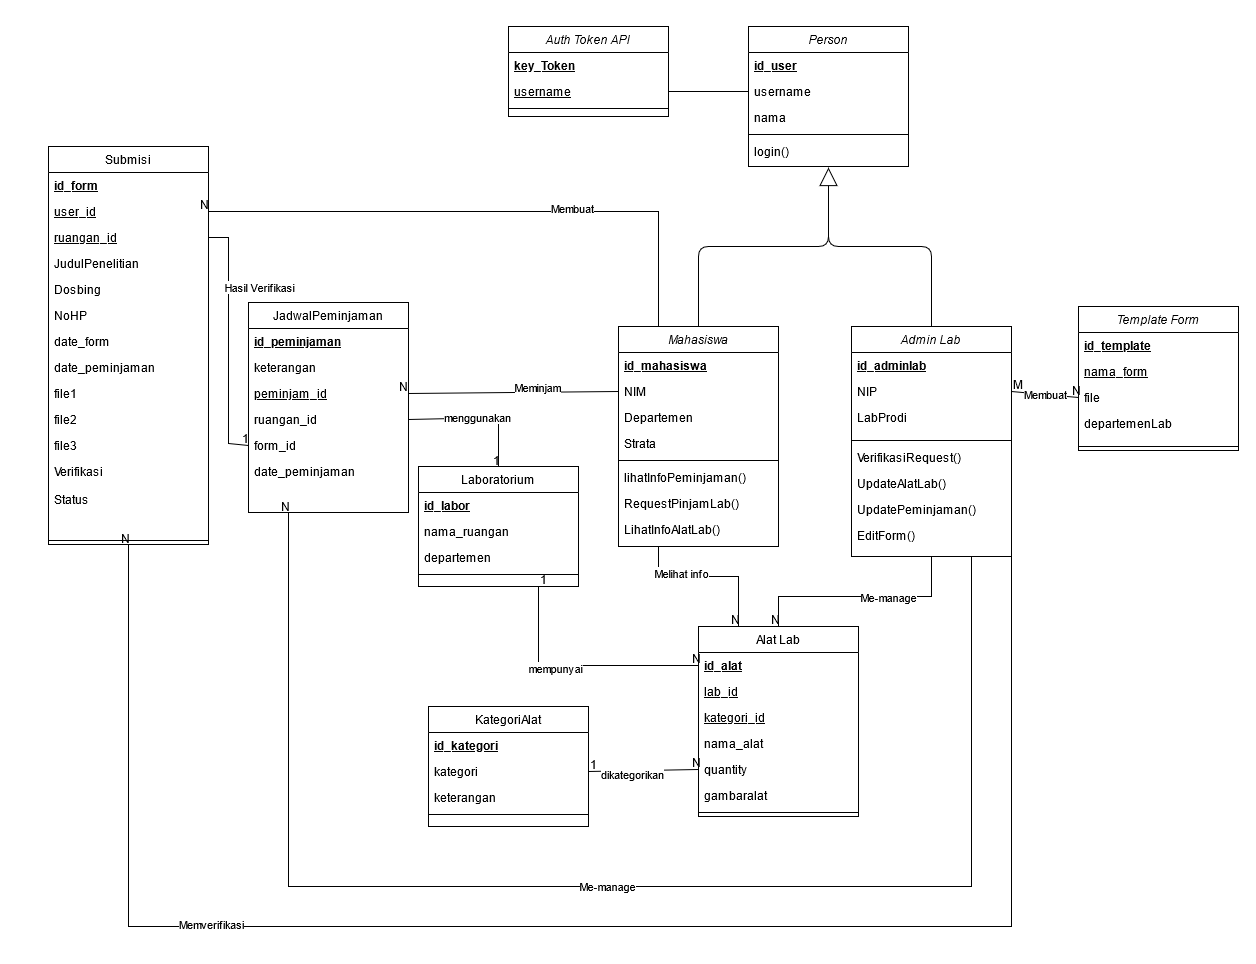 Auth Token API
key_Token
username
Person
id_user
username
nama
login()
Submisi
id_form
user_id
ruangan_id
JudulPenelitian
Dosbing
NoHP
date_form
date_peminjaman
file1
file2
file3
Verifikasi
Status
N
N
Membuat
Hasil Verifikasi
1
JadwalPeminjaman
id_peminjaman
keterangan
peminjam_id
ruangan_id
form_id
date_peminjaman
N
N
Meminjam
menggunakan
1
Mahasiswa
id_mahasiswa
NIM
Departemen
Strata
lihatInfoPeminjaman()
RequestPinjamLab()
LihatInfoAlatLab()
Admin Lab
id_adminlab
NIP
LabProdi
VerifikasiRequest()
UpdateAlatLab()
UpdatePeminjaman()
EditForm()
M
Membuat
N
Template Form
id_template
nama_form
file
departemenLab
Laboratorium
id_labor
nama_ruangan
departemen
1
Melihat info
N
Me-manage
N
mempunyai
N
Alat Lab
id_alat
lab_id
kategori_id
nama_alat
quantity
gambaralat
KategoriAlat
id_kategori
kategori
keterangan
1
dikategorikan
N
Me-manage
Memverifikasi